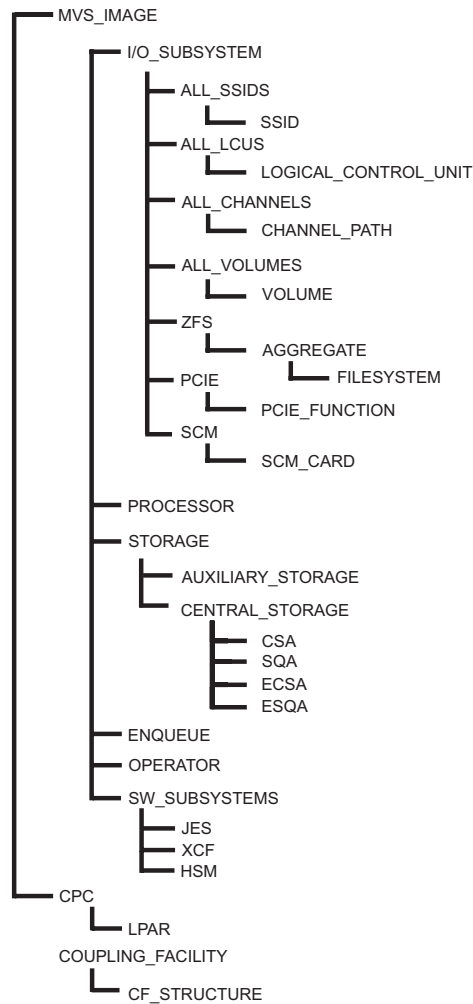 MVS_IMAGE
I/O_SUBSYSTEM
ALL_SSIDS
SSID
ALL_LCUS
LOGICAL_CONTROL_UNIT
ALL_CHANNELS
CHANNEL_PATH
ALL_VOLUMES
VOLUME
ZFS
AGGREGATE
FILESYSTEM
PCIE
PCIE_FUNCTION
SCM
SCM_CARD
PROCESSOR
STORAGE
AUXILIARY_STORAGE
CENTRAL_STORAGE
CSA
SQA
ECSA
ESQA
ENQUEUE
OPERATOR
SW_SUBSYSTEMS
JES
XCF
HSM
CPC
LPAR
COUPLING_FACILITY
CF_STRUCTURE